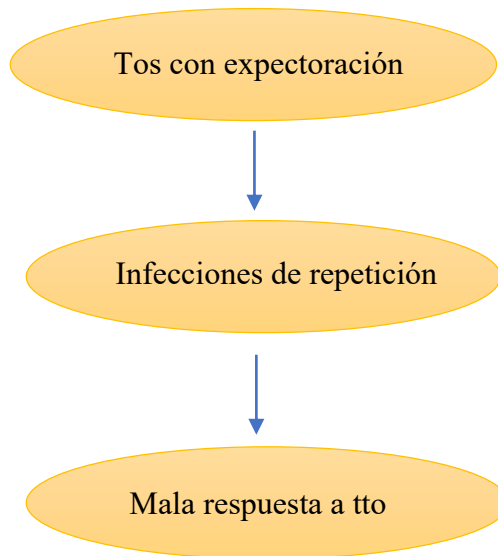 Tos con expectoración
Infecciones de repetición
Mala respuesta a tto